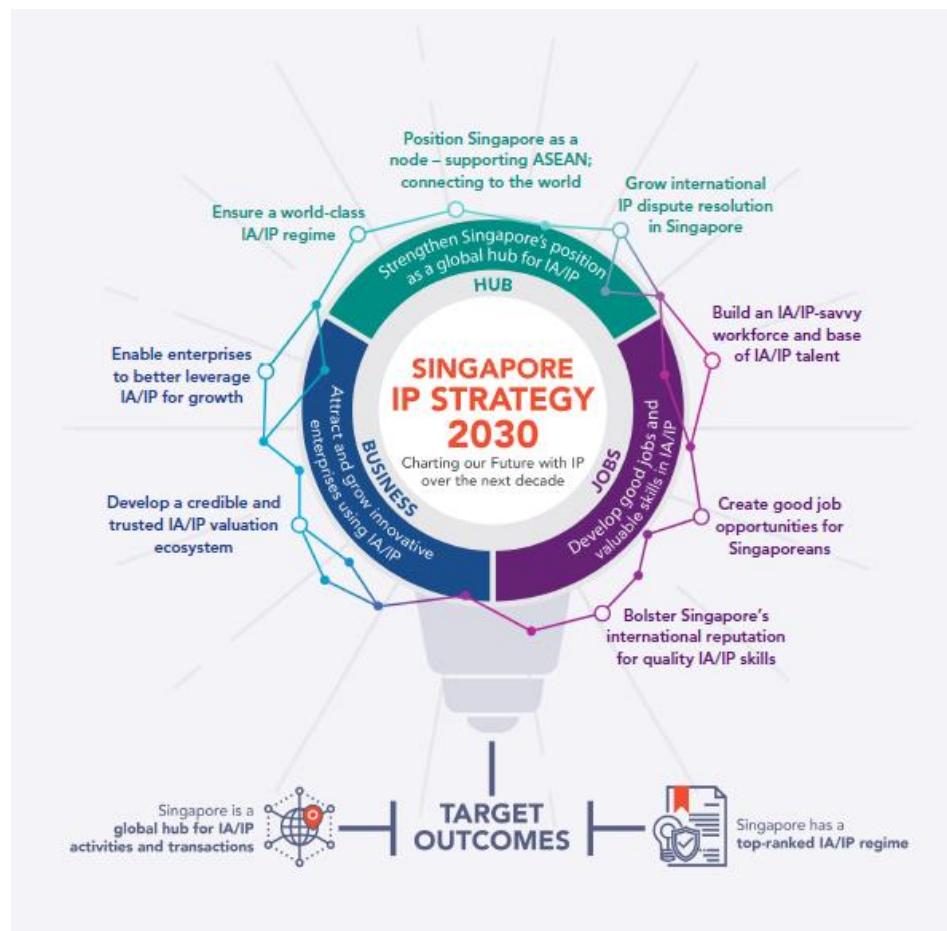 Position Singapore as a
node – supporting ASEAN;
connecting to the world
Grow international
IP dispute resolution
in Singapore
Ensure a world-class
IA/IP regime
Strengthen Singapore's position
as a global hub for IA/IP
HUB
Build an IA/IP-savvy
workforce and base
of IA/IP talent
Enable enterprises
to better leverage
IA/IP for growth
SINGAPORE
IP STRATEGY
2030
Charting our Future with IP
over the next decade
BUSINESS
Attract and grow innovative
enterprises using IA/IP
JOBS
Develop good jobs and
valuable skills in IA/IP
Develop a credible and
trusted IA/IP valuation
ecosystem
Create good job
opportunities for
Singaporeans
Bolster Singapore's
international reputation
for quality IA/IP skills
TARGET
OUTCOMES
Singapore is a
global hub for IA/IP
activities and transactions
Singapore has a
top-ranked IA/IP regime